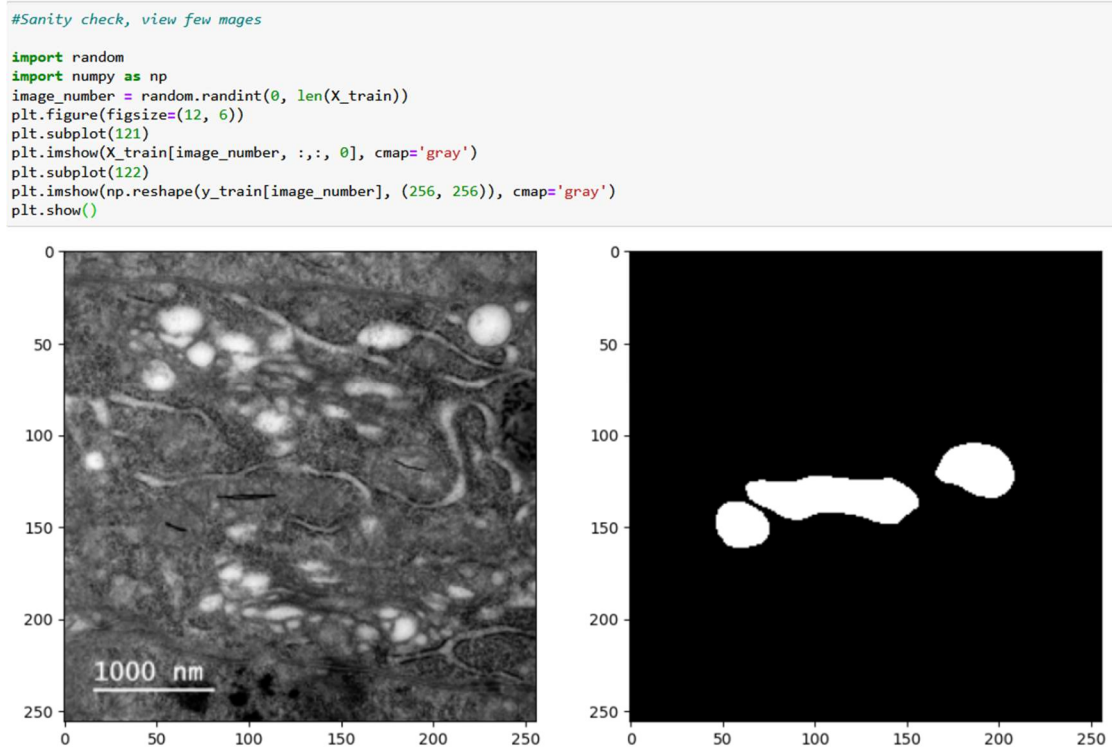 #Sanity check, view few mages
import random
import numpy as np
image_number = random.randint(0, len(X_train))
plt.figure(figsize=(12, 6))
plt.subplot(121)
plt.imshow(X_train[image_number, :,:, 0], cmap='gray')
plt.subplot(122)
plt.imshow(np.reshape(y_train[image_number], (256, 256)), cmap='gray')
plt.show()
0
50
100
150
200
250
0 50 100 150 200 250
1000 nm
0
50
100
150
200
250
0 50 100 150 200 250